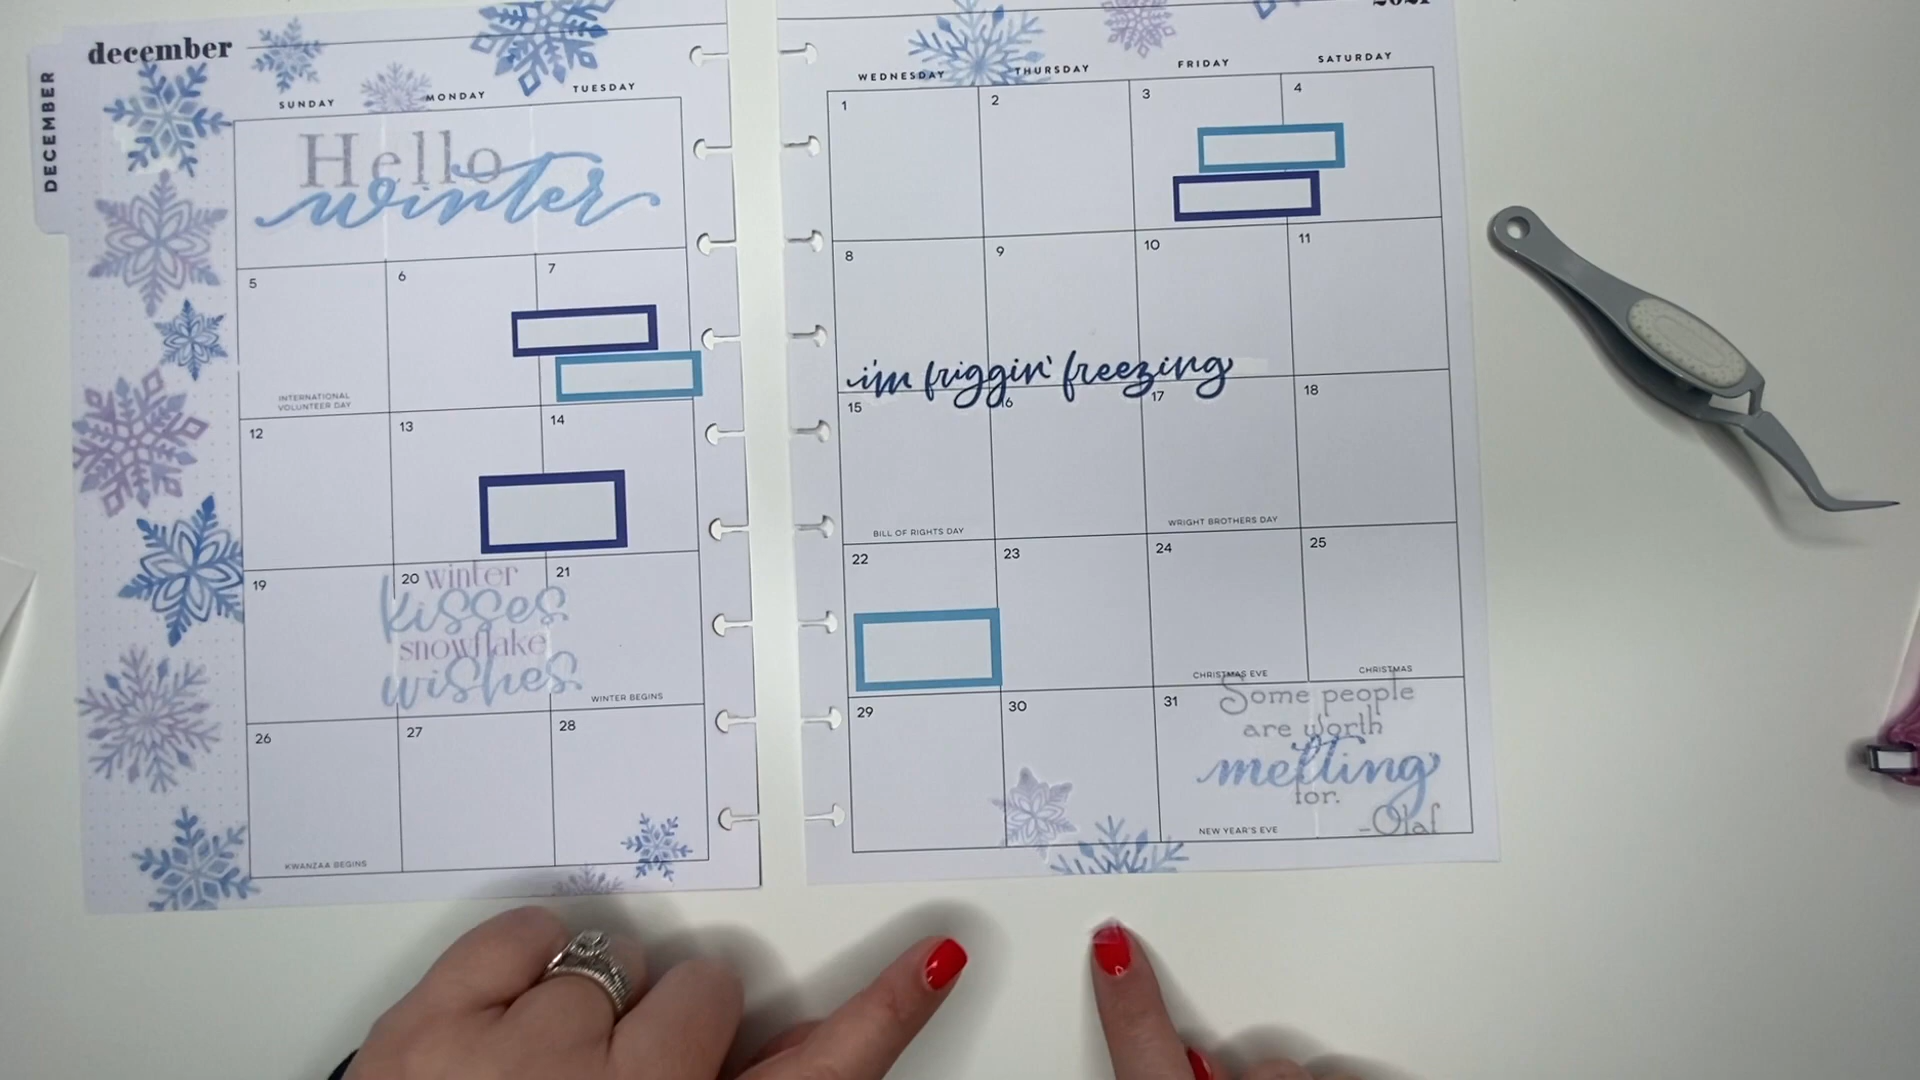 december
DECEMBER
SUNDAY MONDAY TUESDAY
Hello
winter
5 6 7
INTERNATIONAL
VOLUNTEER DAY
12 13 14
19 20 21
winter
kisses
snowflake
wishes
WINTER BEGINS
26 27 28
KWANZAA BEGINS
2021
WEDNESDAY THURSDAY FRIDAY SATURDAY
1 2 3 4
8 9 10 11
i'm friggin' freezing
15 16 17 18
BILL OF RIGHTS DAY WRIGHT BROTHERS DAY
22 23 24 25
CHRISTMAS EVE CHRISTMAS
29 30 31
Some people
are worth
melting
for.
-Olaf
NEW YEAR'S EVE